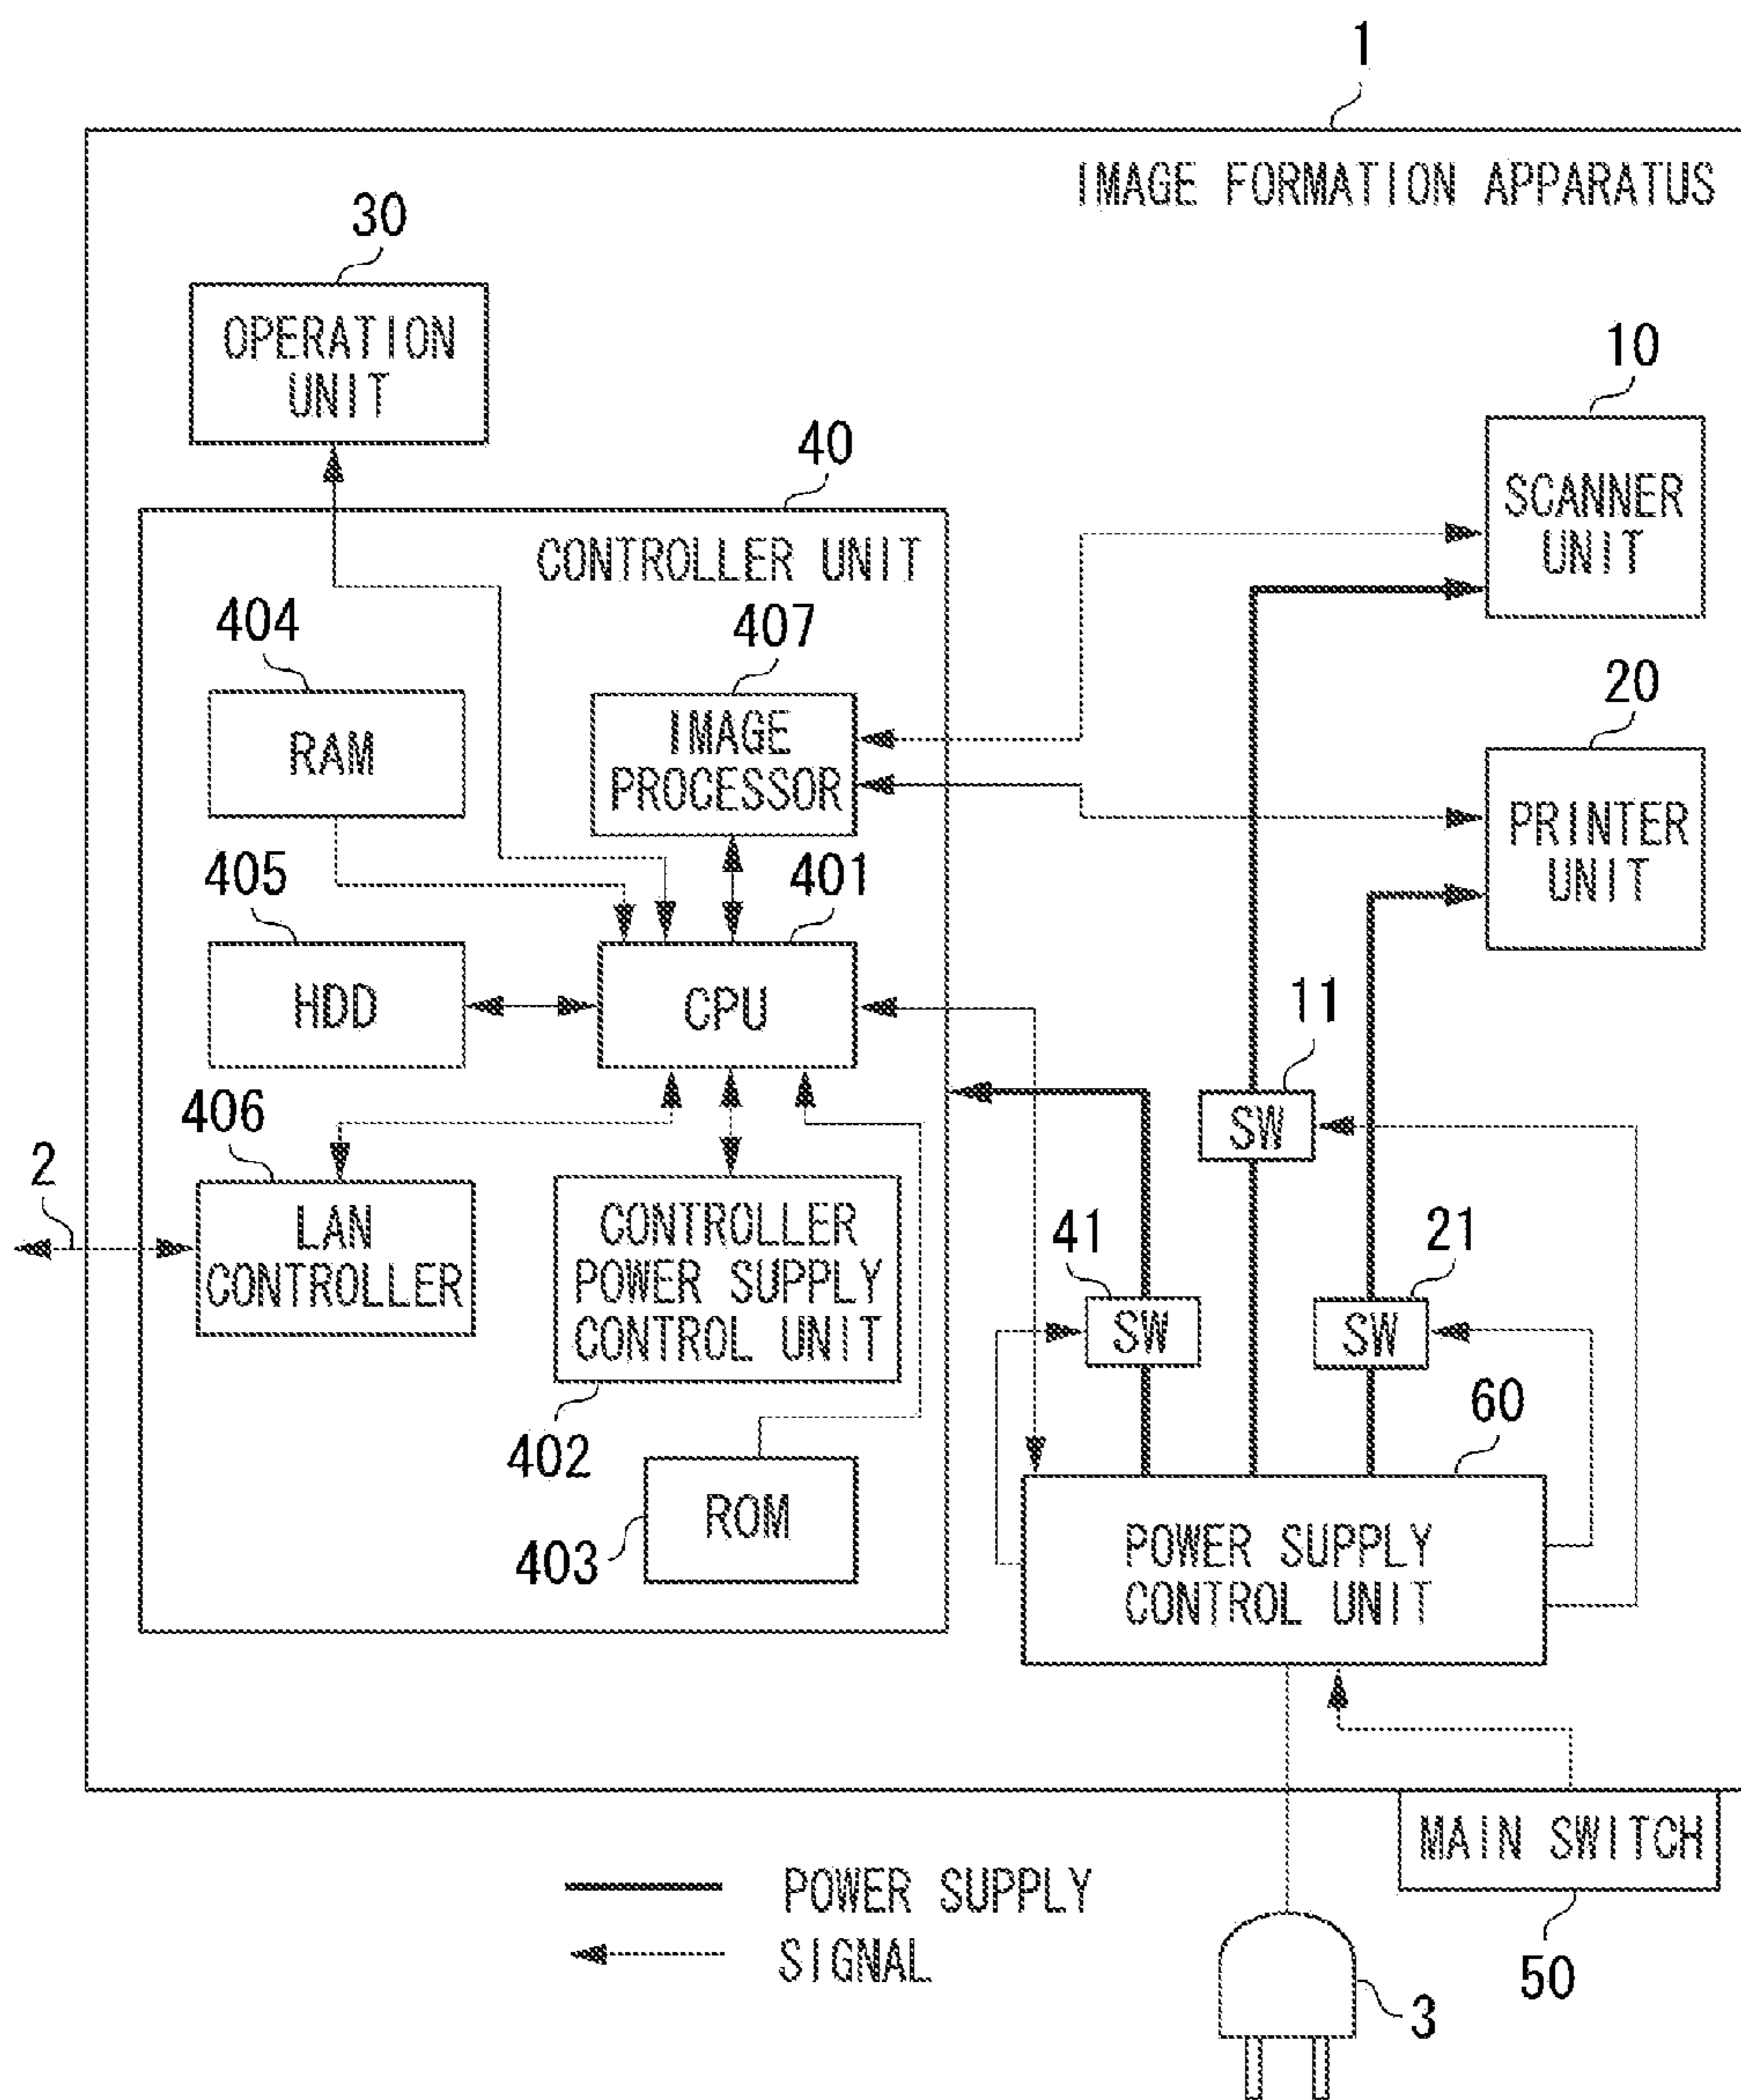 1
IMAGE FORMATION APPARATUS
30
OPERATION
UNIT
10
SCANNER
UNIT
40
CONTROLLER UNIT
404
RAM
407
IMAGE
PROCESSOR
20
PRINTER
UNIT
405
HDD
401
CPU
11
SW
406
LAN
CONTROLLER
2
CONTROLLER
POWER SUPPLY
CONTROL UNIT
402
41
SW
21
SW
60
POWER SUPPLY
CONTROL UNIT
403
ROM
MAIN SWITCH
50
POWER SUPPLY
SIGNAL
3